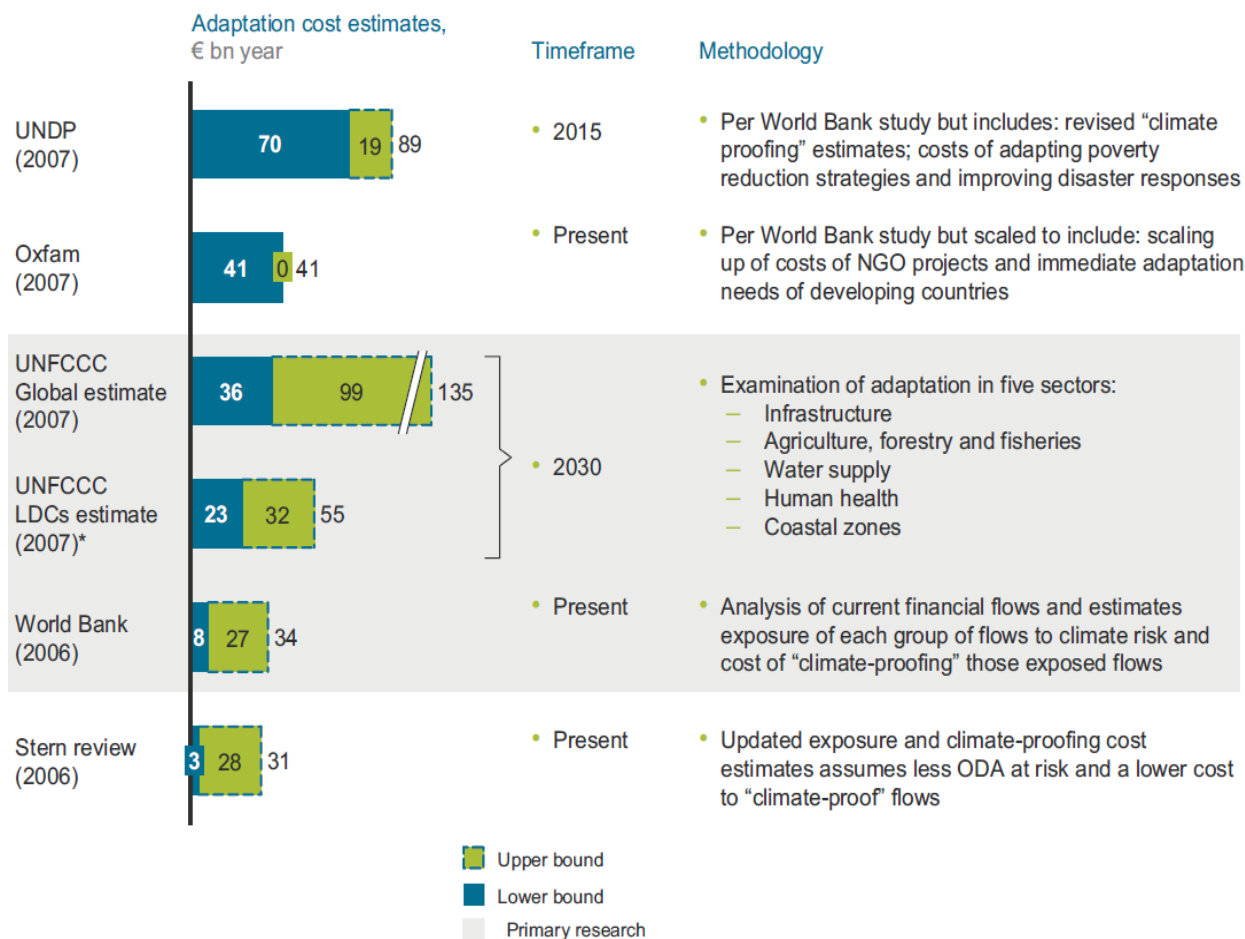 Adaptation cost estimates,
€ bn year
Timeframe
Methodology
UNDP
(2007)
70
19
89
• 2015
• Per World Bank study but includes: revised “climate
proofing” estimates; costs of adapting poverty
reduction strategies and improving disaster responses
Oxfam
(2007)
41
0
41
• Present
• Per World Bank study but scaled to include: scaling
up of costs of NGO projects and immediate adaptation
needs of developing countries
UNFCCC
Global estimate
(2007)
36
99
135
UNFCCC
LDCs estimate
(2007)*
23
32
55
• 2030
• Examination of adaptation in five sectors:
– Infrastructure
– Agriculture, forestry and fisheries
– Water supply
– Human health
– Coastal zones
World Bank
(2006)
8
27
34
• Present
• Analysis of current financial flows and estimates
exposure of each group of flows to climate risk and
cost of “climate-proofing” those exposed flows
Stern review
(2006)
3
28
31
• Present
• Updated exposure and climate-proofing cost
estimates assumes less ODA at risk and a lower cost
to “climate-proof” flows
Upper bound
Lower bound
Primary research